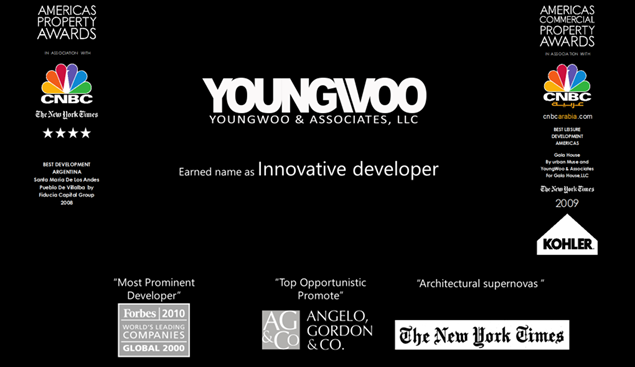 AMERICAS
PROPERTY
AWARDS
IN ASSOCIATION WITH
CNBC
The New York Times
BEST DEVELOPMENT
ARGENTINA
Santa Maria De Los Andes
Pueblo De Villalba by
Fiducia Capital Group
2008
YOUNGWOO
YOUNGWOO & ASSOCIATES, LLC
Earned name as Innovative developer
AMERICAS
COMMERCIAL
PROPERTY
AWARDS
IN ASSOCIATION WITH
CNBC
عربية
cnbcarabia.com
BEST LEISURE
DEVELOPMENT
AMERICAS
Gala House
By urban Muse and
YoungWoo & Associates
For Gala House,LLC
The New York Times
2009
KOHLER
"Most Prominent
Developer"
Forbes 2010
WORLD'S LEADING
COMPANIES
GLOBAL 2000
"Top Opportunistic
Promote"
AG
&Co
ANGELO,
GORDON
&CO.
"Architectural supernovas "
The New York Times